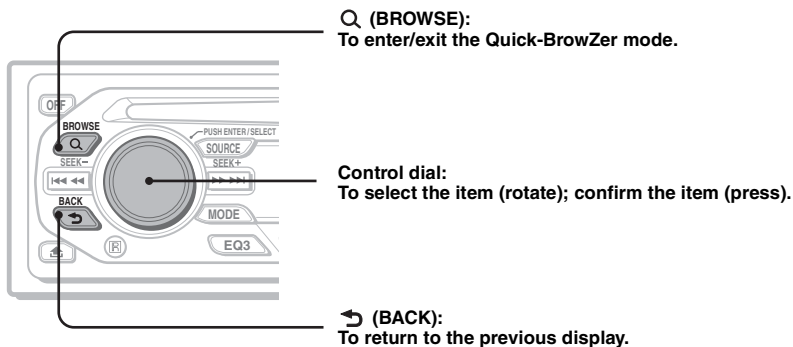 (BROWSE):
To enter/exit the Quick-BrowZer mode.
OFF
BROWSE
PUSH ENTER / SELECT
SOURCE
SEEK–
SEEK+
Control dial:
To select the item (rotate); confirm the item (press).
BACK
MODE
R
EQ3
(BACK):
To return to the previous display.